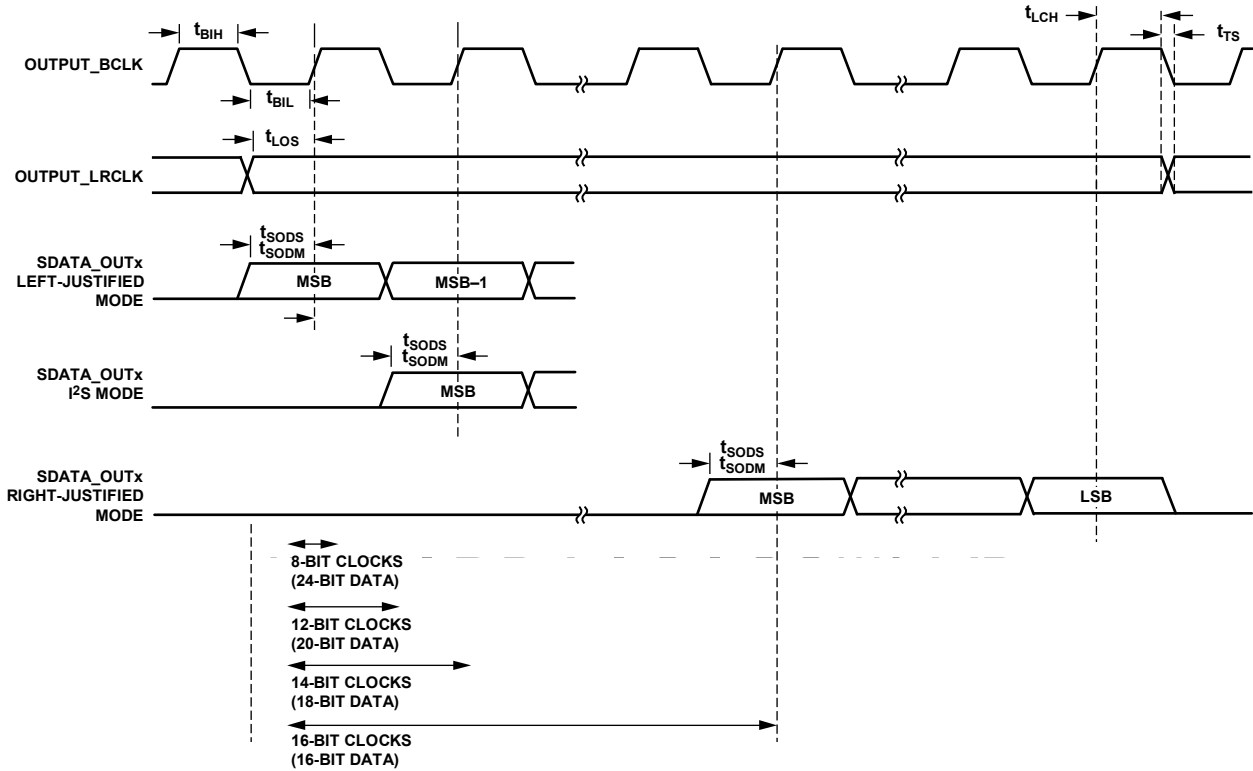 tBIH
tLCH
tTS
OUTPUT_BCLK
tBIL
tLOS
OUTPUT_LRCLK
tSODS
tSODM
SDATA_OUTx
LEFT-JUSTIFIED
MODE
MSB
MSB–1
tSODS
tSODM
SDATA_OUTx
I2S MODE
MSB
tSODS
tSODM
SDATA_OUTx
RIGHT-JUSTIFIED
MODE
MSB
LSB
8-BIT CLOCKS
(24-BIT DATA)
12-BIT CLOCKS
(20-BIT DATA)
14-BIT CLOCKS
(18-BIT DATA)
16-BIT CLOCKS
(16-BIT DATA)